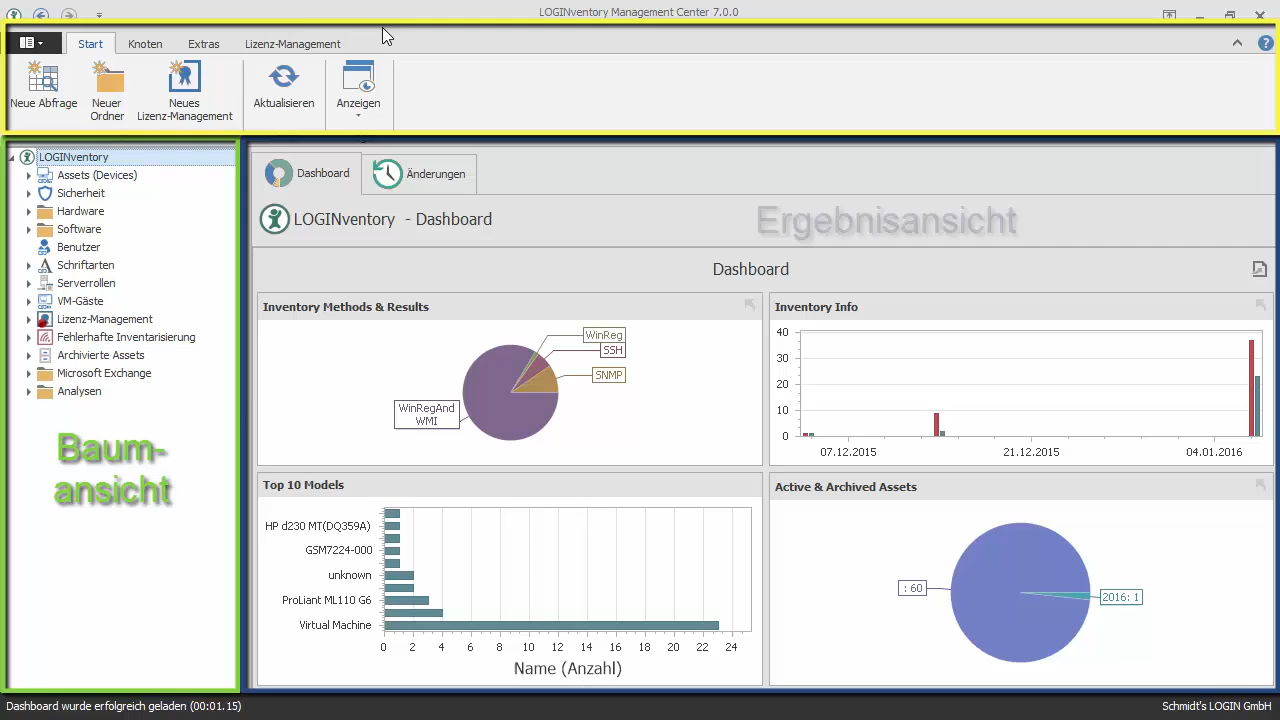 LOGINventory Management Center 7.0.0
Start
Knoten
Extras
Lizenz-Management
Neue Abfrage
Neuer
Ordner
Neues
Lizenz-Management
Aktualisieren
Anzeigen
LOGINventory
Assets (Devices)
Sicherheit
Hardware
Software
Benutzer
Schriftarten
Serverrollen
VM-Gäste
Lizenz-Management
Fehlerhafte Inventarisierung
Archivierte Assets
Microsoft Exchange
Analysen
Baum-
ansicht
Dashboard
Änderungen
LOGINventory - Dashboard
Ergebnisansicht
Dashboard
Inventory Methods & Results
WinReg
SSH
SNMP
WinRegAnd
WMI
Inventory Info
40
30
20
10
0
07.12.2015
21.12.2015
04.01.2016
Top 10 Models
HP d230 MT(DQ359A)
GSM7224-000
unknown
ProLiant ML110 G6
Virtual Machine
0 2 4 6 8 10 12 14 16 18 20 22 24
Name (Anzahl)
Active & Archived Assets
: 60
2016: 1
Dashboard wurde erfolgreich geladen (00:01.15)
Schmidt's LOGIN GmbH